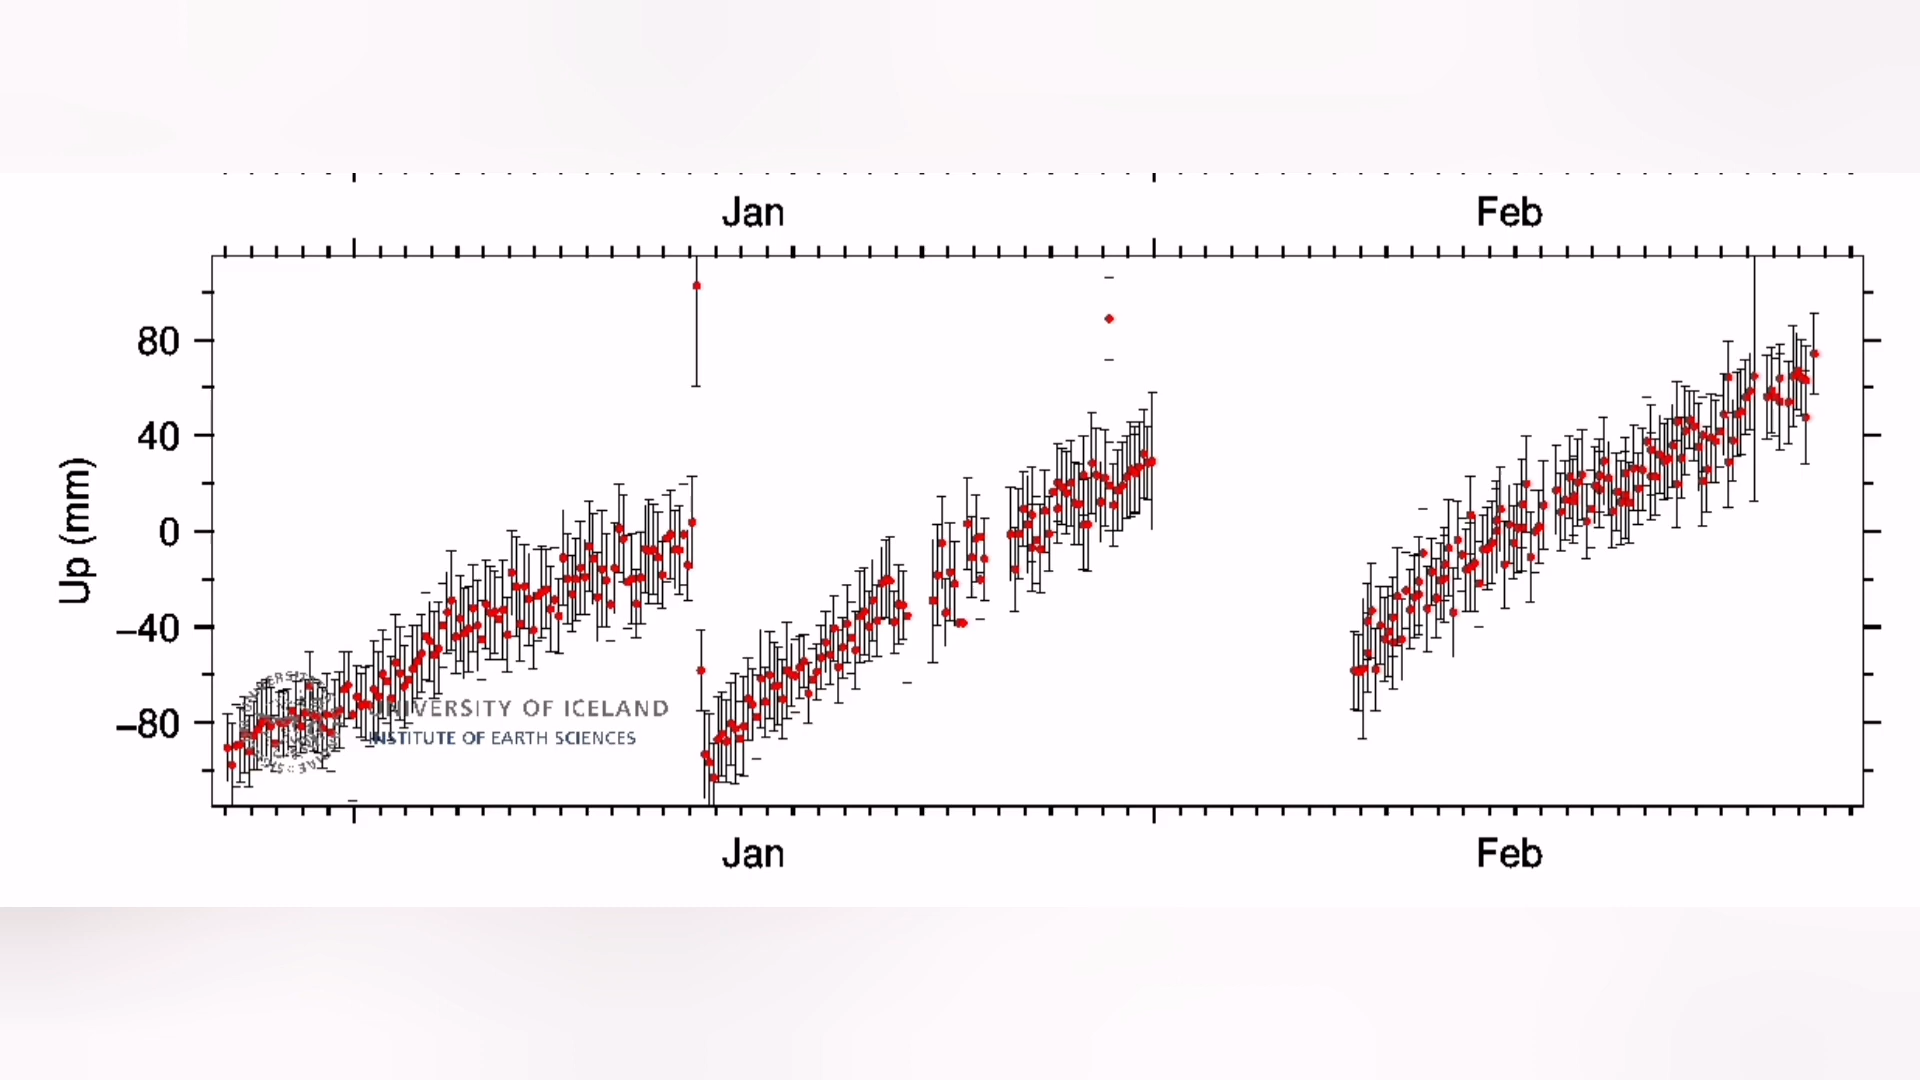 Jan Feb
80
40
0
−40
−80
Up (mm)
UNIVERSITY OF ICELAND
INSTITUTE OF EARTH SCIENCES
Jan Feb